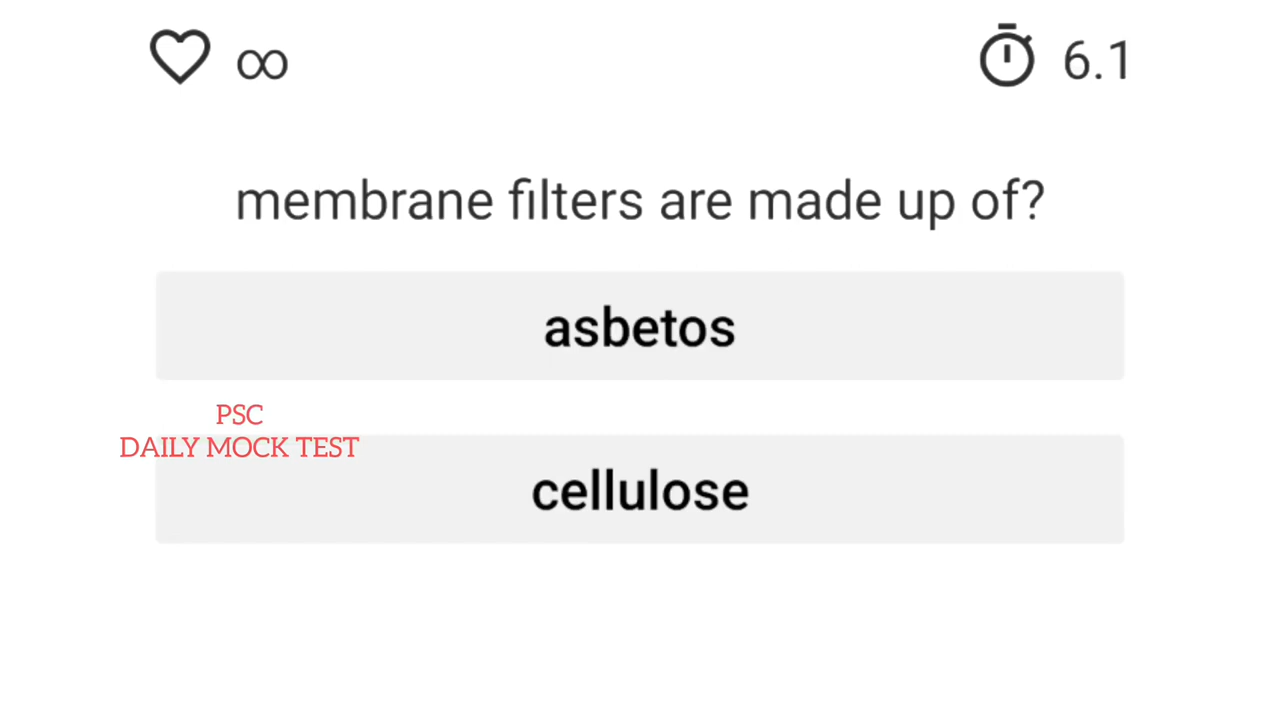 ∞ 6.1
membrane filters are made up of?
asbetos
PSC
DAILY MOCK TEST
cellulose